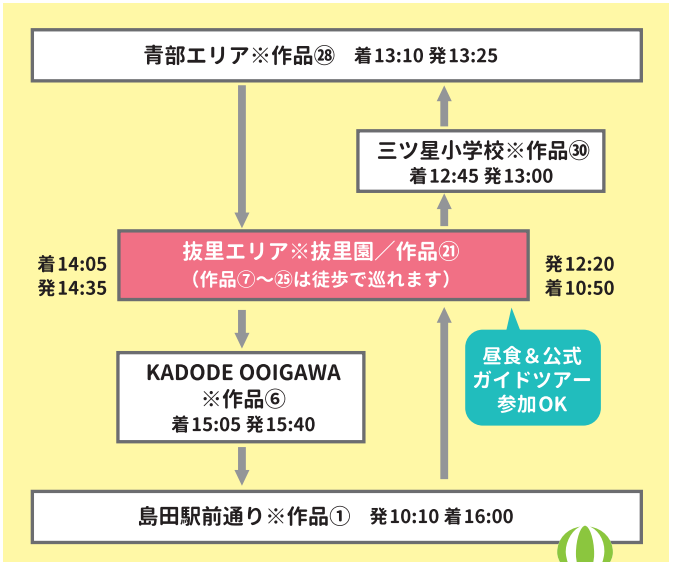 青部エリア※作品㉘ 着13:10 発13:25
三ツ星小学校※作品㉚
着12:45 発13:00
抜里エリア※抜里園／作品㉑
（作品⑦〜㉕は徒歩で巡れます）
着14:05
発14:35
発12:20
着10:50
昼食＆公式
ガイドツアー
参加OK
KADODE OOIGAWA
※作品⑥
着15:05 発15:40
島田駅前通り※作品① 発10:10 着16:00